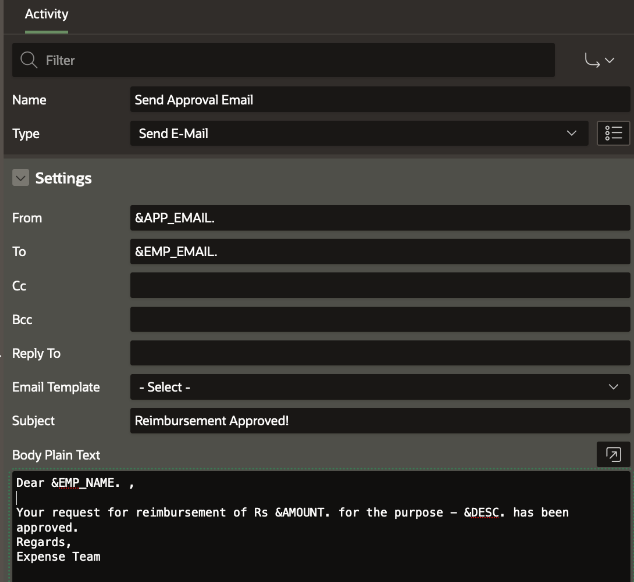 Activity
Filter
Name Send Approval Email
Type Send E-Mail
Settings
From &APP_EMAIL.
To &EMP_EMAIL.
Cc
Bcc
Reply To
Email Template - Select -
Subject Reimbursement Approved!
Body Plain Text
Dear &EMP_NAME. ,
Your request for reimbursement of Rs &AMOUNT. for the purpose – &DESC. has been
approved.
Regards,
Expense Team